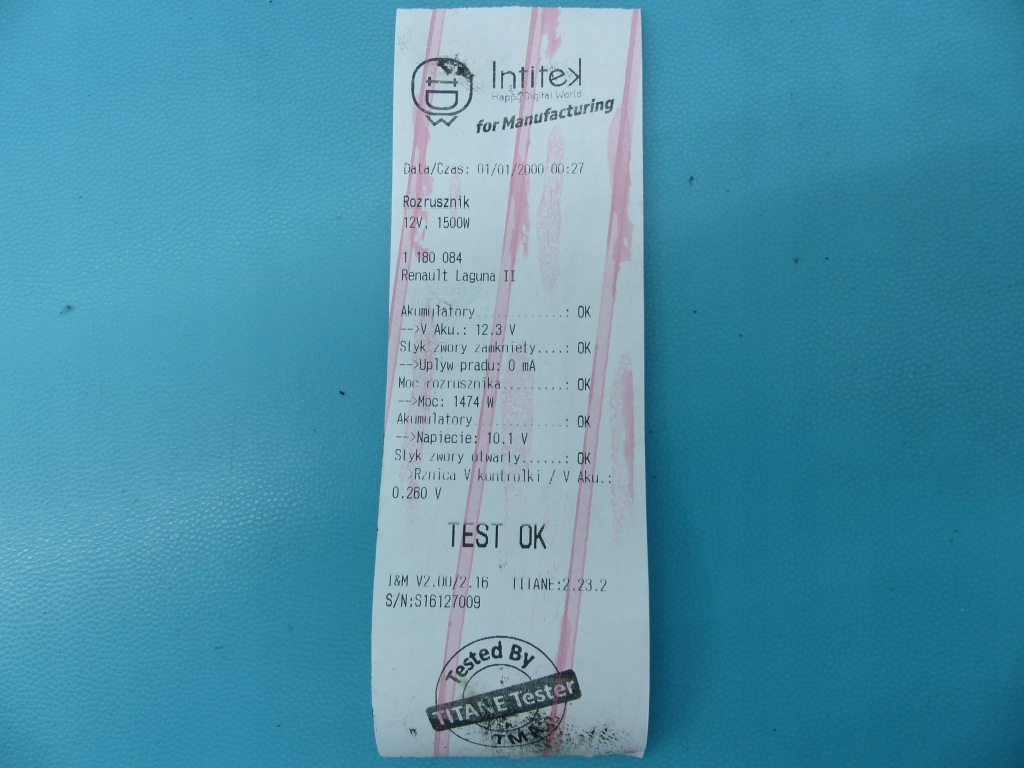 Intitek
Happy Digital World
for Manufacturing
Data/Czas: 01/01/2000 00:27
Rozrusznik
12V, 1500W
1 180 084
Renault Laguna II
Akumulatory.............: OK
-->V Aku.: 12.3 V
Styk zwory zamkniety....: OK
-->Uplyw pradu: 0 mA
Moc rozrusznika.........: OK
-->Moc: 1474 W
Akumulatory.............: OK
-->Napiecie: 10.1 V
Styk zwory otwarty......: OK
-->Rznica V kontrolki / V Aku.:
0.260 V
TEST OK
I&M V2.00/2.16 TITANE:2.23.2
S/N:S16127009
Tested By
TITANE Tester